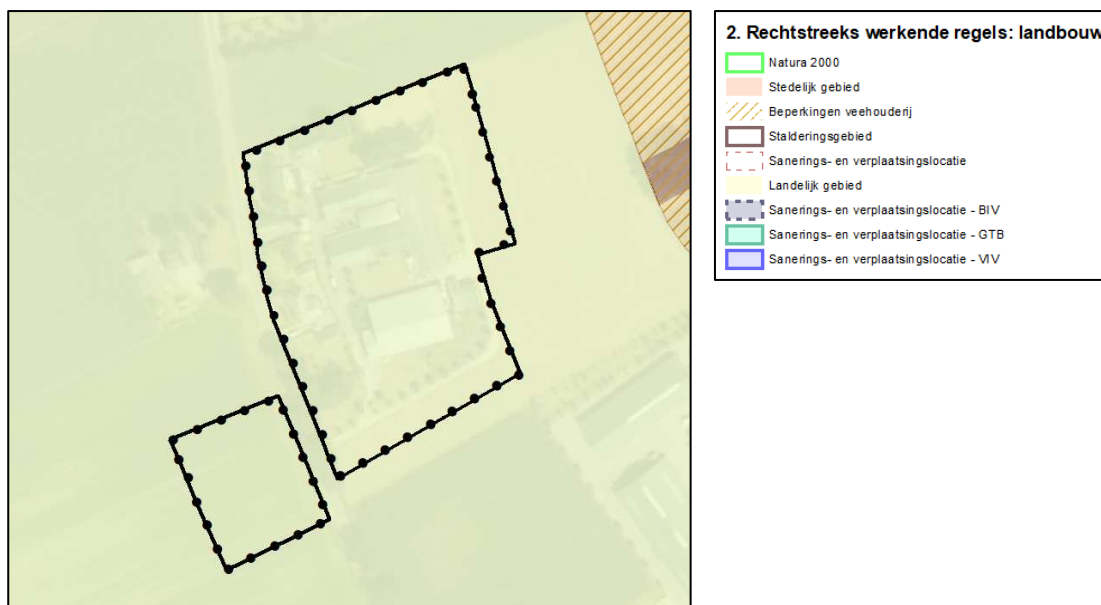 2. Rechtstreeks werkende regels: landbouw
Natura 2000
Stedelijk gebied
Beperkingen veehouderij
Stalderingsgebied
Sanerings- en verplaatsingslocatie
Landelijk gebied
Sanerings- en verplaatsingslocatie - BIV
Sanerings- en verplaatsingslocatie - GTB
Sanerings- en verplaatsingslocatie - VIV